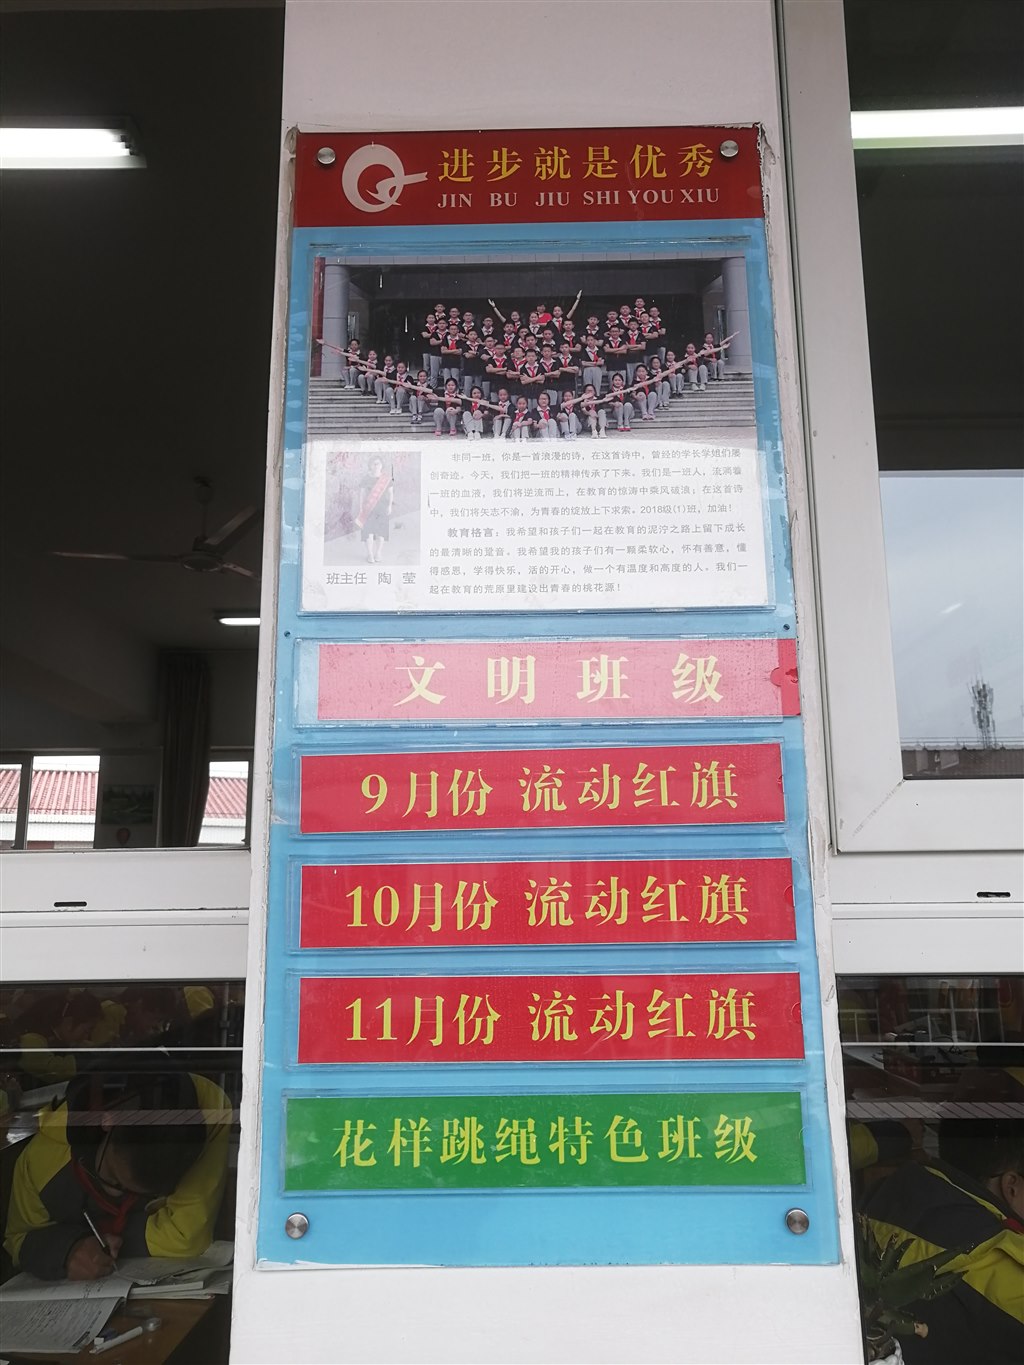 进步就是优秀
JIN BU JIU SHI YOU XIU
非同一班，你是一首浪漫的诗，在这首诗中，曾经的学长学姐们屡
创奇迹。今天，我们把一班的精神传承了下来。我们是一班人，流淌着
一班的血液，我们将逆流而上，在教育的惊涛中乘风破浪；在这首诗
中，我们将矢志不渝，为青春的绽放上下求索。2018级(1)班，加油！
教育格言：我希望和孩子们一起在教育的泥泞之路上留下成长
的最清晰的跫音。我希望我的孩子们有一颗柔软心，怀有善意，懂
得感恩，学得快乐，活的开心，做一个有温度和高度的人。我们一
起在教育的荒原里建设出青春的桃花源！
班主任 陶 莹
文明班级
9月份 流动红旗
10月份 流动红旗
11月份 流动红旗
花样跳绳特色班级